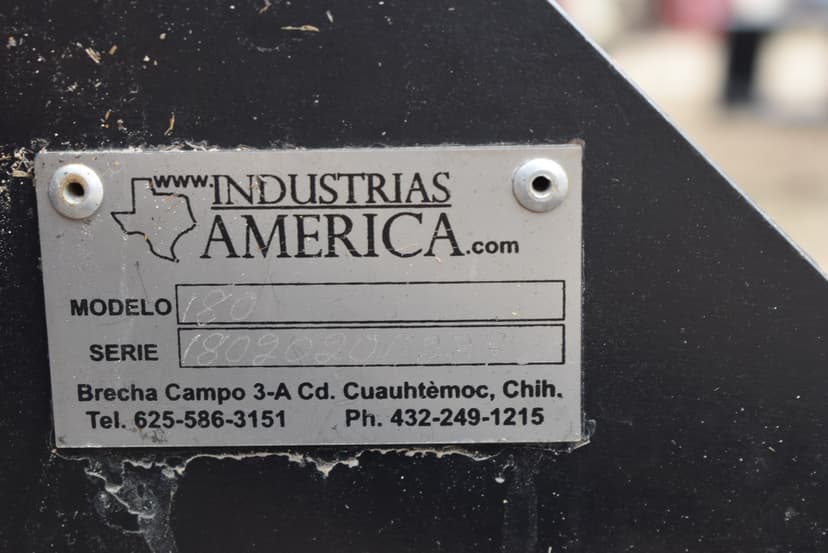 www.INDUSTRIAS
AMERICA.com
MODELO 180
SERIE
Brecha Campo 3-A Cd. Cuauhtèmoc, Chih.
Tel. 625-586-3151 Ph. 432-249-1215